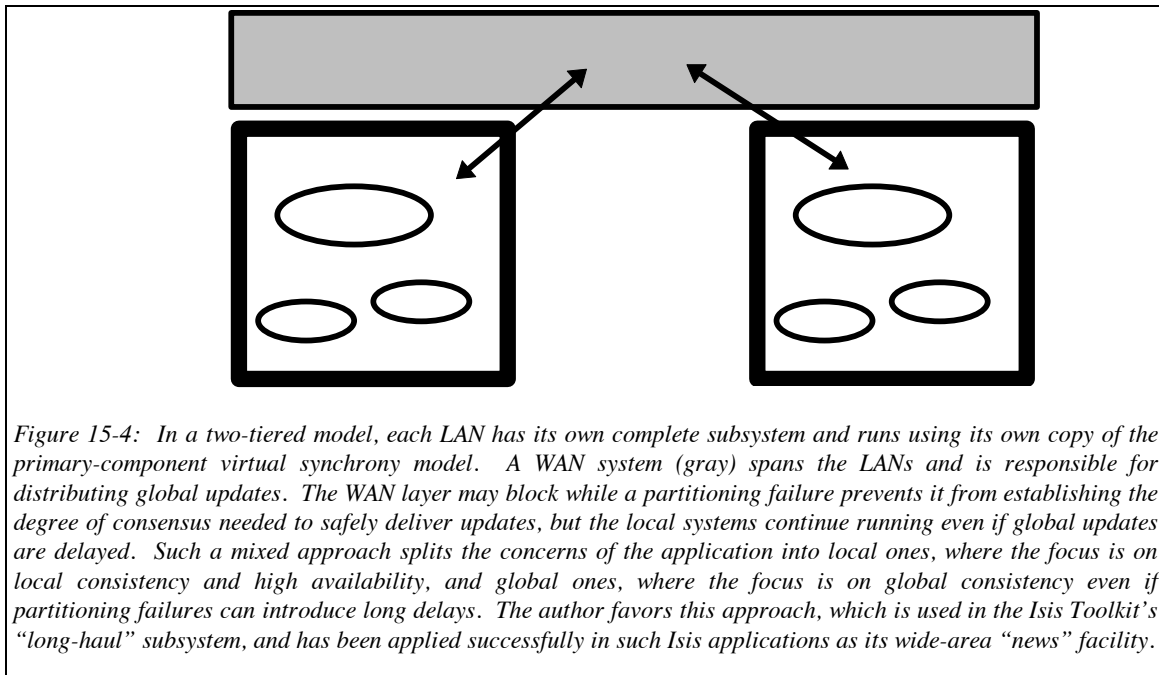 Figure 15-4: In a two-tiered model, each LAN has its own complete subsystem and runs using its own copy of the
primary-component virtual synchrony model. A WAN system (gray) spans the LANs and is responsible for
distributing global updates. The WAN layer may block while a partitioning failure prevents it from establishing the
degree of consensus needed to safely deliver updates, but the local systems continue running even if global updates
are delayed. Such a mixed approach splits the concerns of the application into local ones, where the focus is on
local consistency and high availability, and global ones, where the focus is on global consistency even if
partitioning failures can introduce long delays. The author favors this approach, which is used in the Isis Toolkit’s
“long-haul” subsystem, and has been applied successfully in such Isis applications as its wide-area “news” facility.